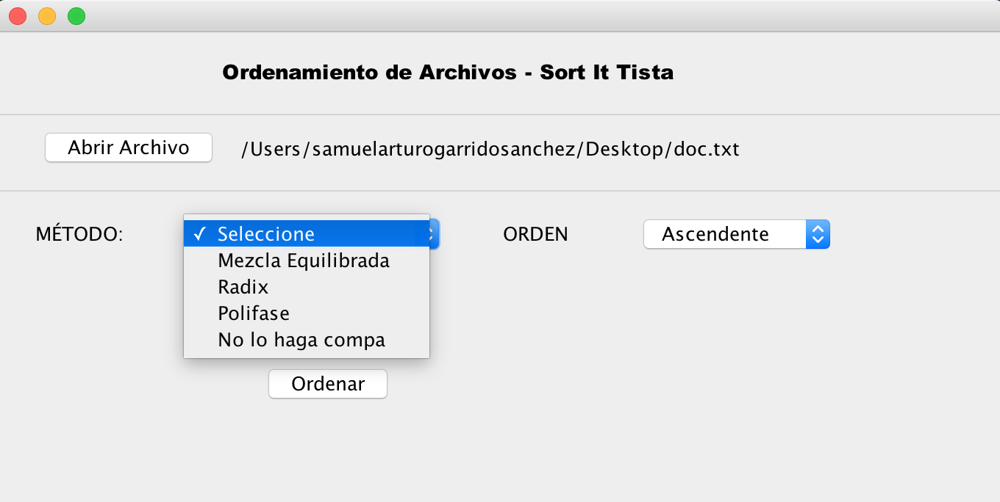 Ordenamiento de Archivos - Sort It Tista
Abrir Archivo /Users/samuelarturogarridosanchez/Desktop/doc.txt
MÉTODO: ✓ Seleccione ORDEN Ascendente
Mezcla Equilibrada
Radix
Polifase
No lo haga compa
Ordenar